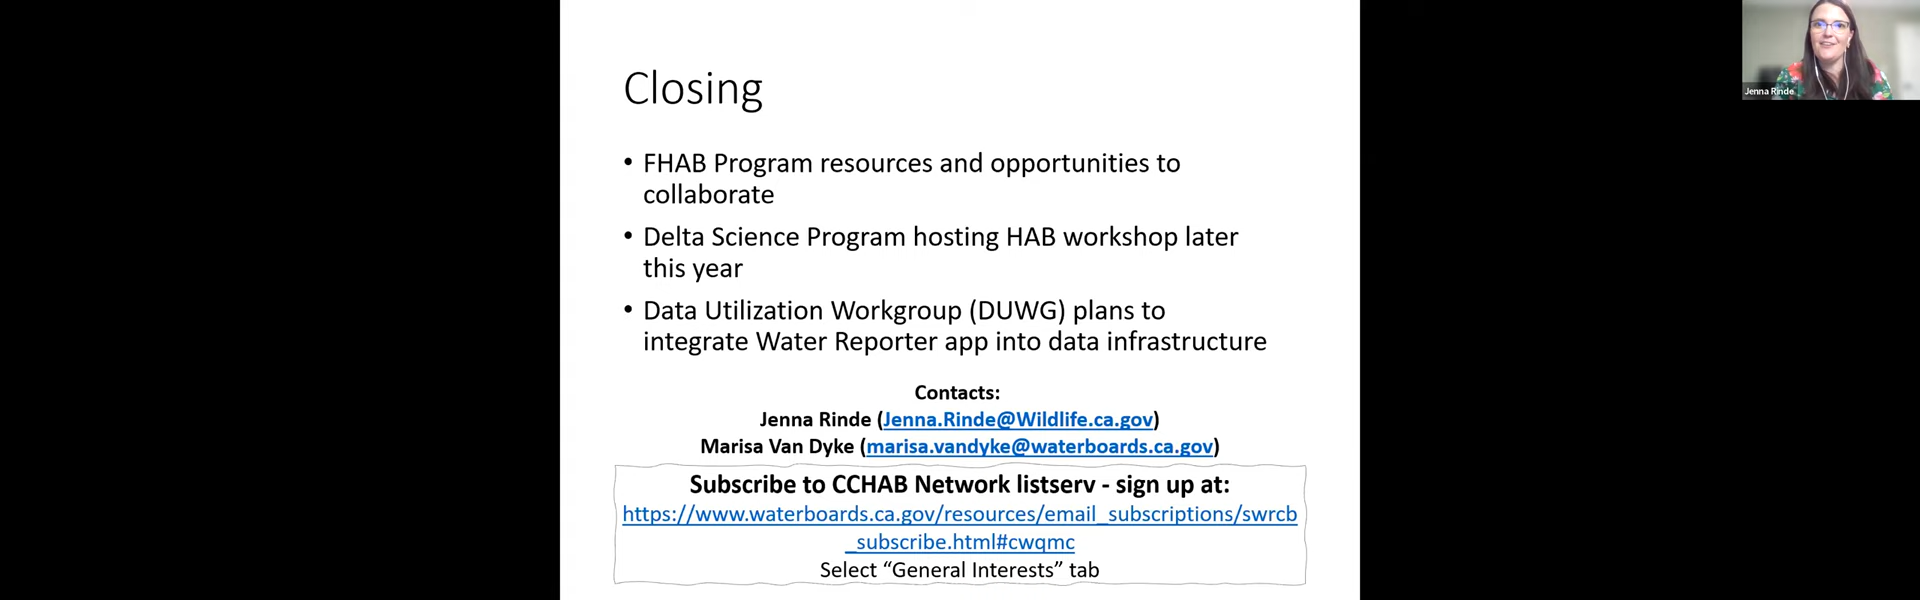 Closing
• FHAB Program resources and opportunities to
collaborate
• Delta Science Program hosting HAB workshop later
this year
• Data Utilization Workgroup (DUWG) plans to
integrate Water Reporter app into data infrastructure
Contacts:
Jenna Rinde (Jenna.Rinde@Wildlife.ca.gov)
Marisa Van Dyke (marisa.vandyke@waterboards.ca.gov)
Subscribe to CCHAB Network listserv - sign up at:
https://www.waterboards.ca.gov/resources/email_subscriptions/swrcb
_subscribe.html#cwqmc
Select “General Interests” tab
Jenna Rinde